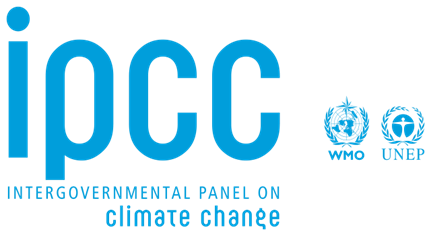 ipcc
INTERGOVERNMENTAL PANEL ON
climate change
WMO UNEP